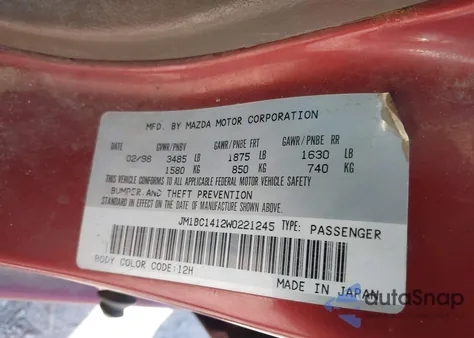 MFD. BY MAZDA MOTOR CORPORATION
DATE GVWR/PNBV GAWR/PNBE FRT GAWR/PNBE RR
02/98 3485 LB 1875 LB 1630 LB
1580 KG 850 KG 740 KG
THIS VEHICLE CONFORMS TO ALL APPLICABLE FEDERAL MOTOR VEHICLE SAFETY
BUMPER AND THEFT PREVENTION
STANDARD IN EFFECT ON THE DATE OF MANUFACTURE SHOWN ABOVE.
JM1BC1412W0221245 TYPE: PASSENGER
BODY COLOR CODE:12H
MADE IN JAPAN
autoSnap